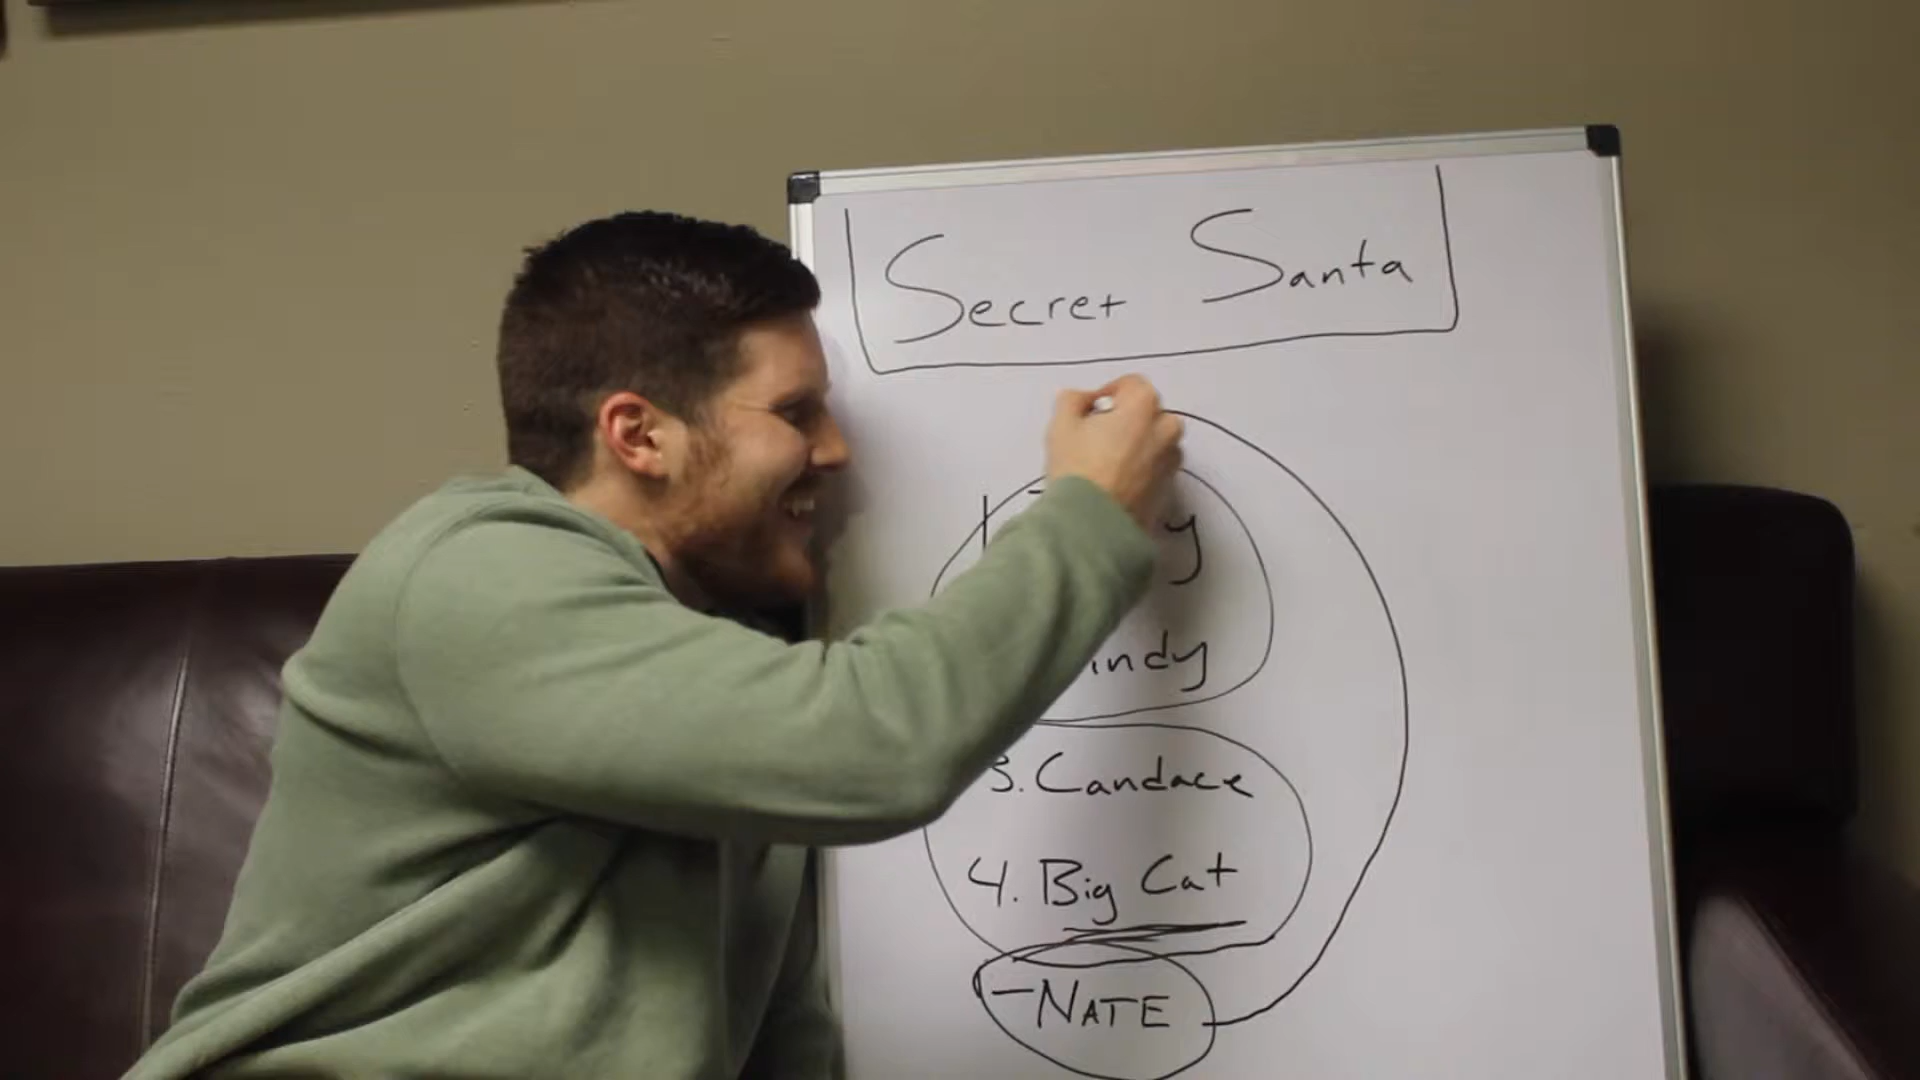 Secret Santa
3. Candace
4. Big Cat
- NATE